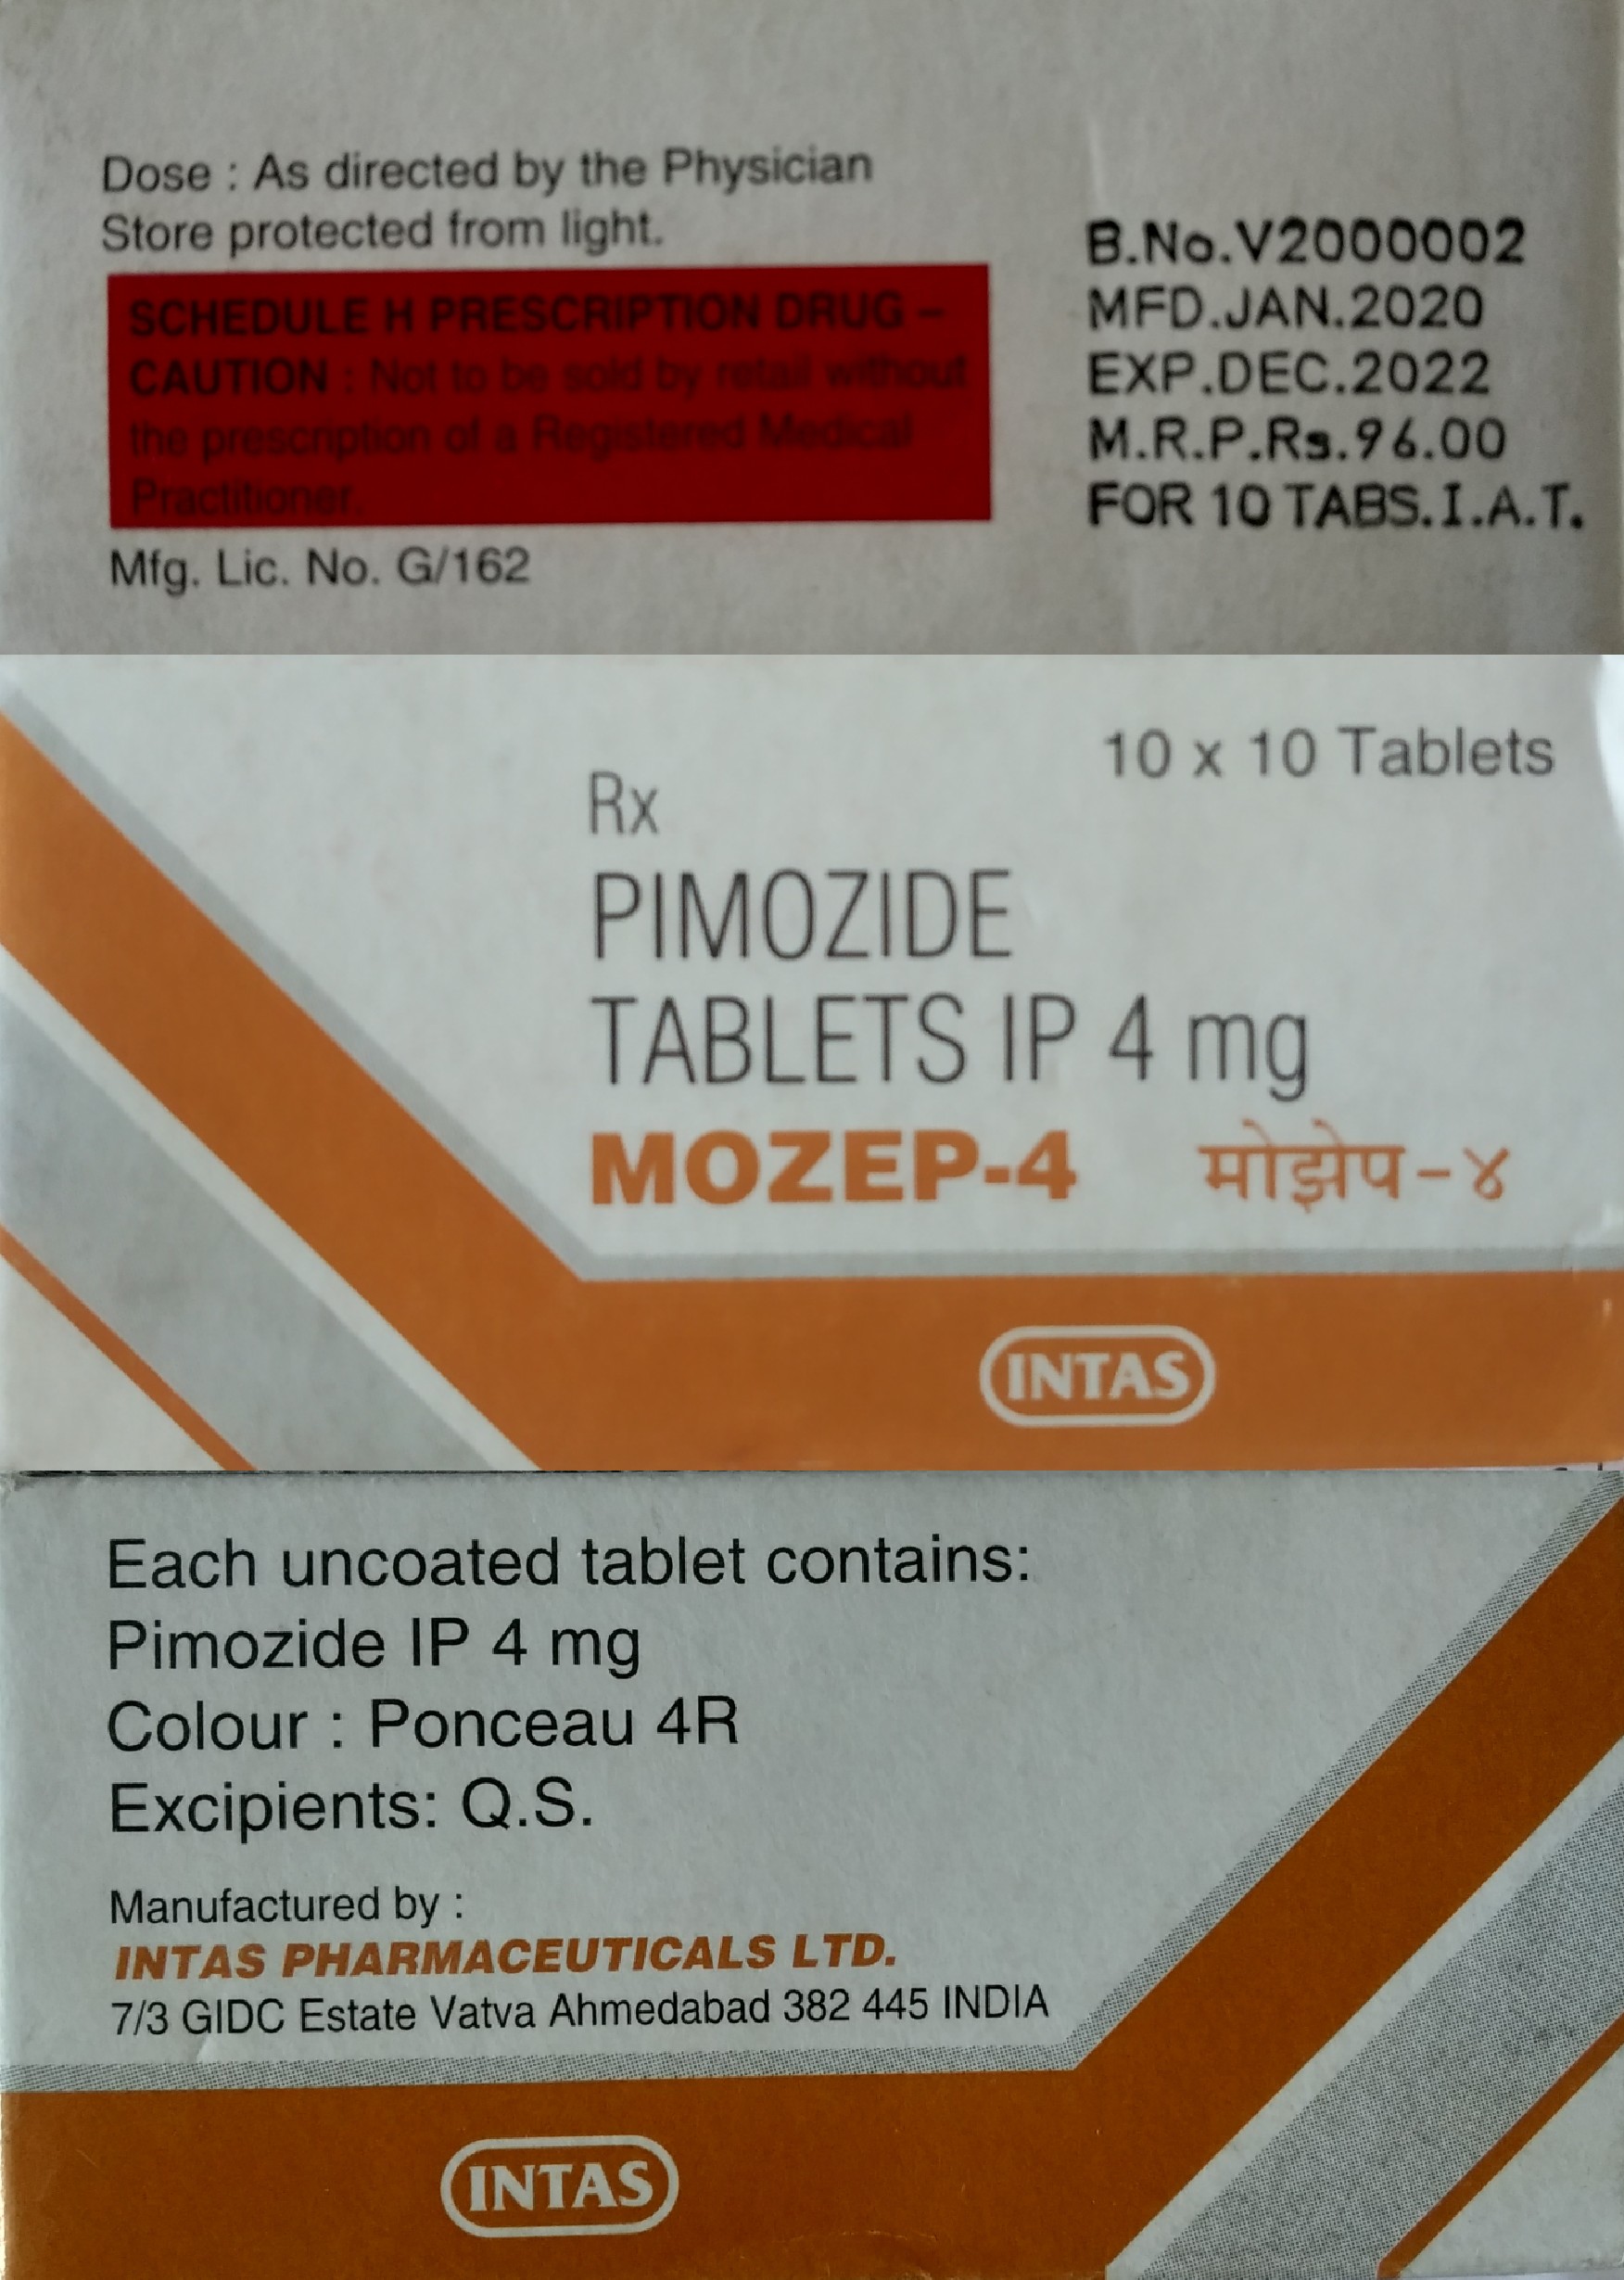 Dose : As directed by the Physician
Store protected from light.
SCHEDULE H PRESCRIPTION DRUG –
CAUTION : Not to be sold by retail without
the prescription of a Registered Medical
Practitioner.
Mfg. Lic. No. G/162
B.No.V2000002
MFD.JAN.2020
EXP.DEC.2022
M.R.P.Rs.96.00
FOR 10 TABS.I.A.T.
10 x 10 Tablets
Rx
PIMOZIDE
TABLETS IP 4 mg
MOZEP-4 मोझेप-४
INTAS
Each uncoated tablet contains:
Pimozide IP 4 mg
Colour : Ponceau 4R
Excipients: Q.S.
Manufactured by :
INTAS PHARMACEUTICALS LTD.
7/3 GIDC Estate Vatva Ahmedabad 382 445 INDIA
INTAS